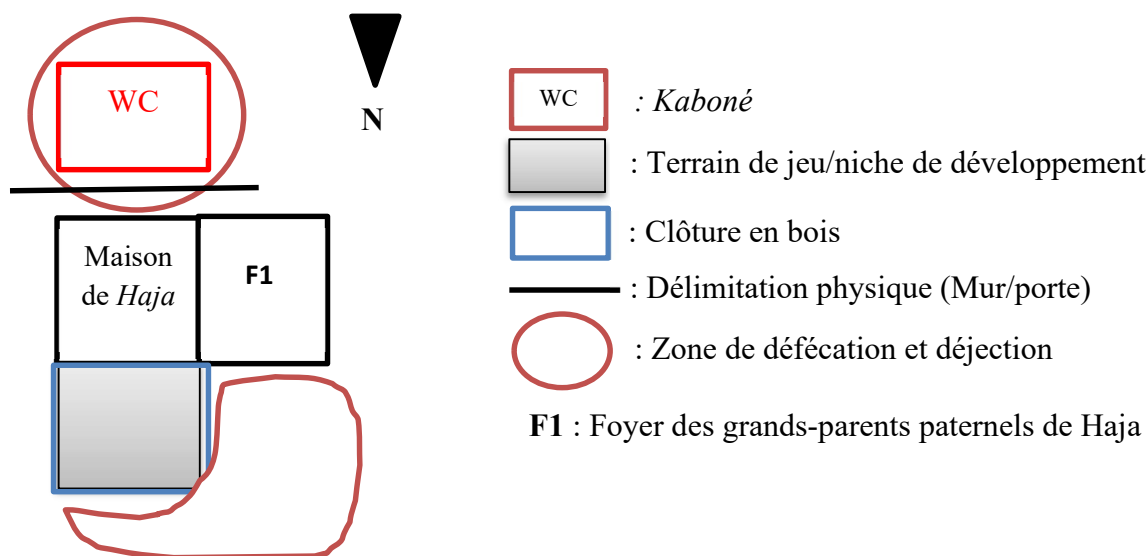 WC
N
Maison
de Haja
F1
WC : Kaboné
: Terrain de jeu/niche de développement
: Clôture en bois
: Délimitation physique (Mur/porte)
: Zone de défécation et déjection
F1 : Foyer des grands-parents paternels de Haja